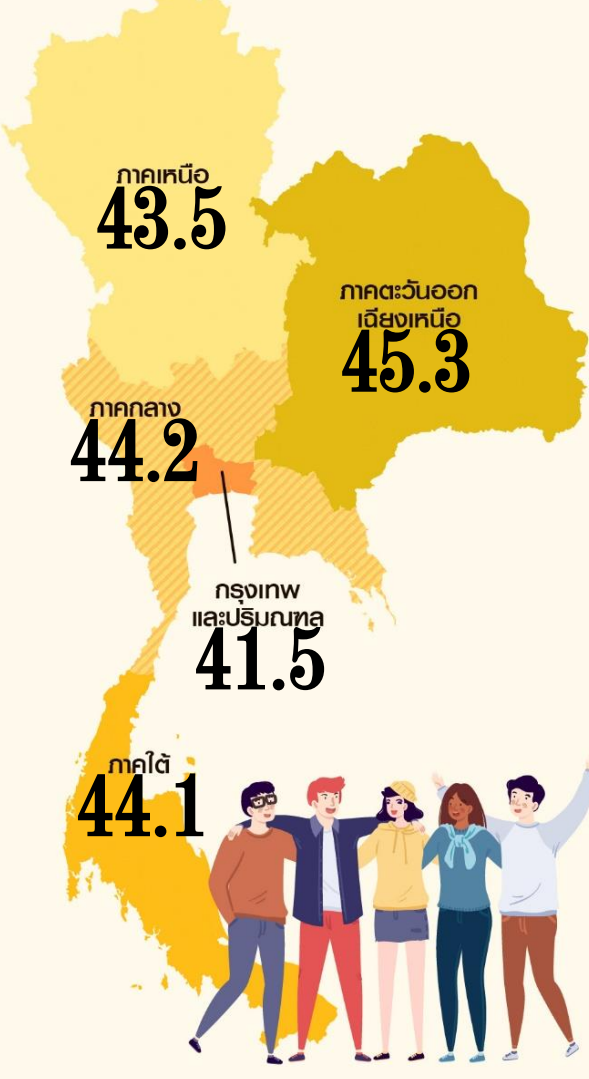 ภาคเหนือ
43.5
ภาคตะวันออก
เฉียงเหนือ
45.3
ภาคกลาง
44.2
กรุงเทพ
และปริมณฑล
41.5
ภาคใต้
44.1